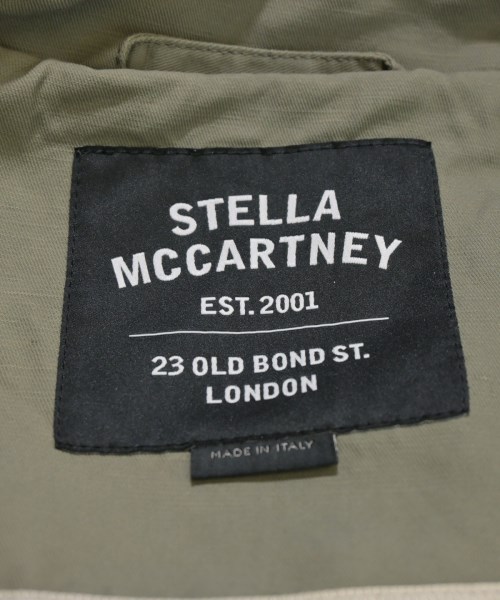 STELLA
MCCARTNEY
EST. 2001
23 OLD BOND ST.
LONDON
MADE IN ITALY